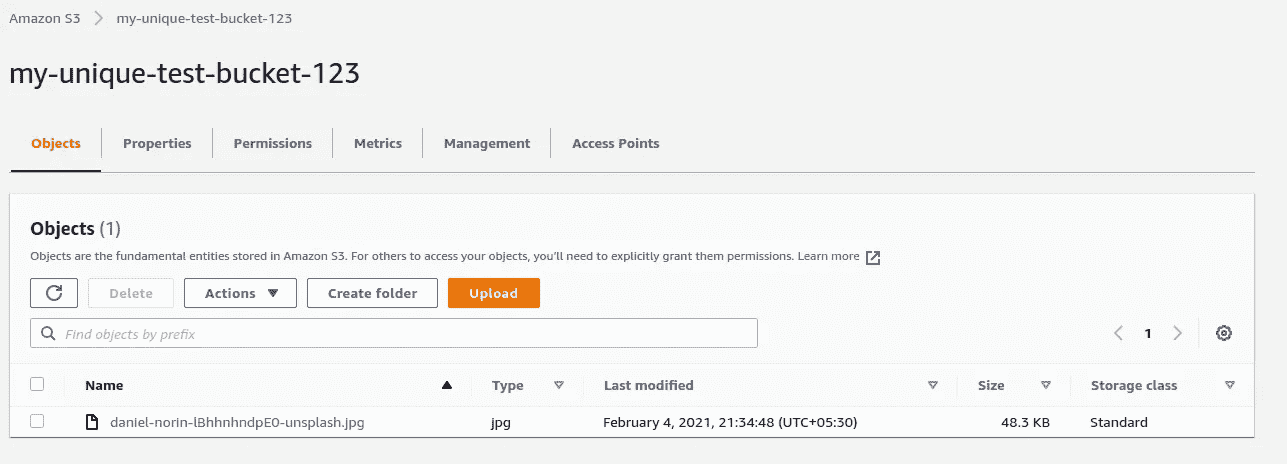 Amazon S3 my-unique-test-bucket-123
my-unique-test-bucket-123
Objects Properties Permissions Metrics Management Access Points
Objects (1)
Objects are the fundamental entities stored in Amazon S3. For others to access your objects, you'll need to explicitly grant them permissions. Learn more
Delete Actions Create folder Upload
Find objects by prefix 1
Name Type Last modified Size Storage class
daniel-norin-lBhhnhndpE0-unsplash.jpg jpg February 4, 2021, 21:34:48 (UTC+05:30) 48.3 KB Standard